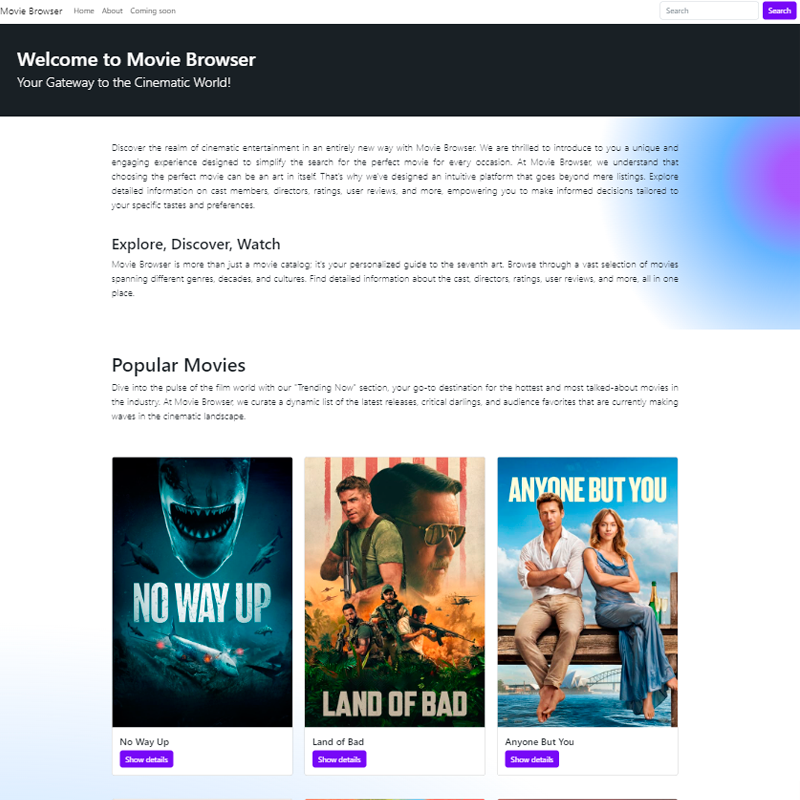 Movie Browser Home About Coming soon Search Search
Welcome to Movie Browser
Your Gateway to the Cinematic World!
Discover the realm of cinematic entertainment in an entirely new way with Movie Browser. We are thrilled to introduce to you a unique and
engaging experience designed to simplify the search for the perfect movie for every occasion. At Movie Browser, we understand that
choosing the perfect movie can be an art in itself. That's why we've designed an intuitive platform that goes beyond mere listings. Explore
detailed information on cast members, directors, ratings, user reviews, and more, empowering you to make informed decisions tailored to
your specific tastes and preferences.
Explore, Discover, Watch
Movie Browser is more than just a movie catalog; it's your personalized guide to the seventh art. Browse through a vast selection of movies
spanning different genres, decades, and cultures. Find detailed information about the cast, directors, ratings, user reviews, and more, all in one
place.
Popular Movies
Dive into the pulse of the film world with our "Trending Now" section, your go-to destination for the hottest and most talked-about movies in
the industry. At Movie Browser, we curate a dynamic list of the latest releases, critical darlings, and audience favorites that are currently making
waves in the cinematic landscape.
NO WAY UP
LAND OF BAD
ANYONE BUT YOU
No Way Up
Show details
Land of Bad
Show details
Anyone But You
Show details